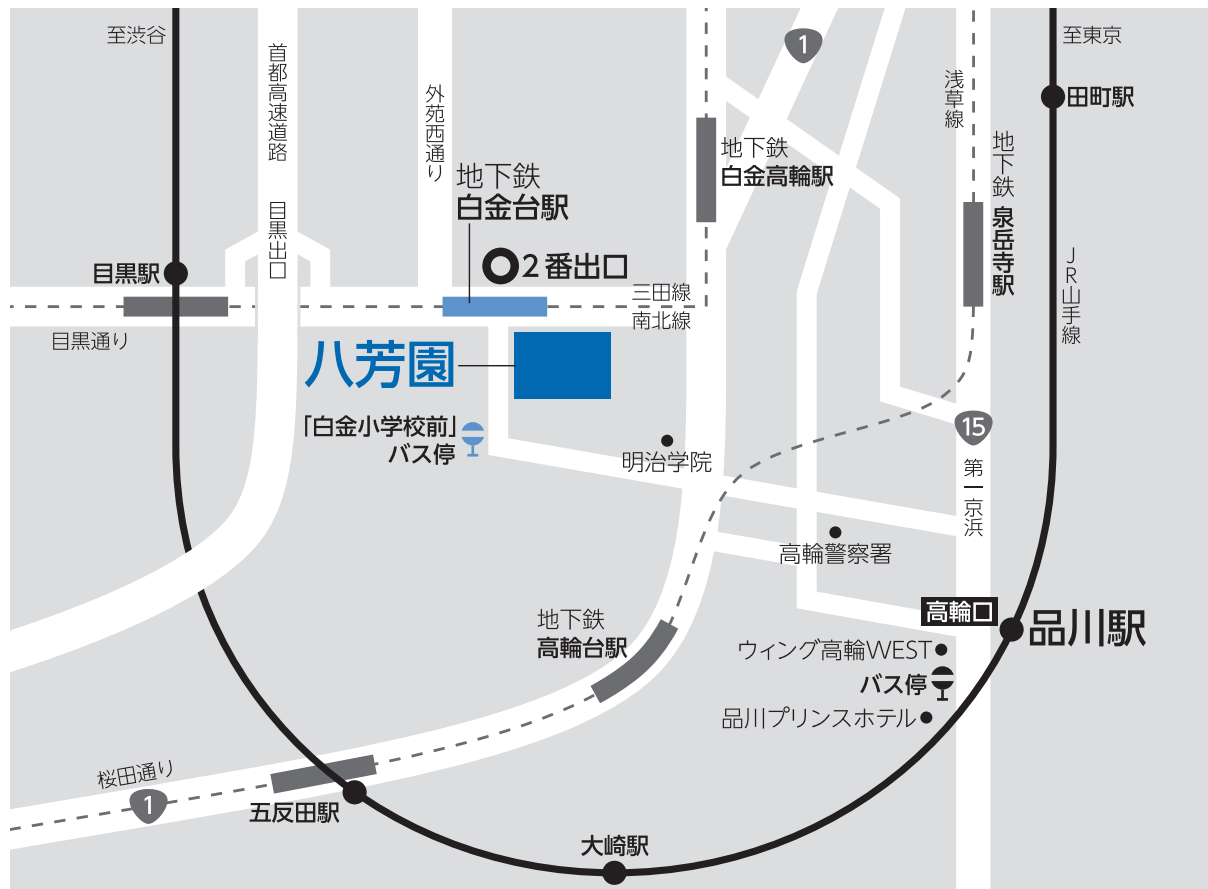 至渋谷
首都高速道路
目黒出口
外苑西通り
1
浅草線
至東京
田町駅
地下鉄
白金高輪駅
地下鉄
泉岳寺駅
地下鉄
白金台駅
2番出口
目黒駅
三田線
南北線
JR山手線
目黒通り
八芳園
「白金小学校前」
バス停
明治学院
15
第一京浜
高輪警察署
高輪口
品川駅
地下鉄
高輪台駅
ウィング高輪WEST
バス停
品川プリンスホテル
桜田通り
1
五反田駅
大崎駅